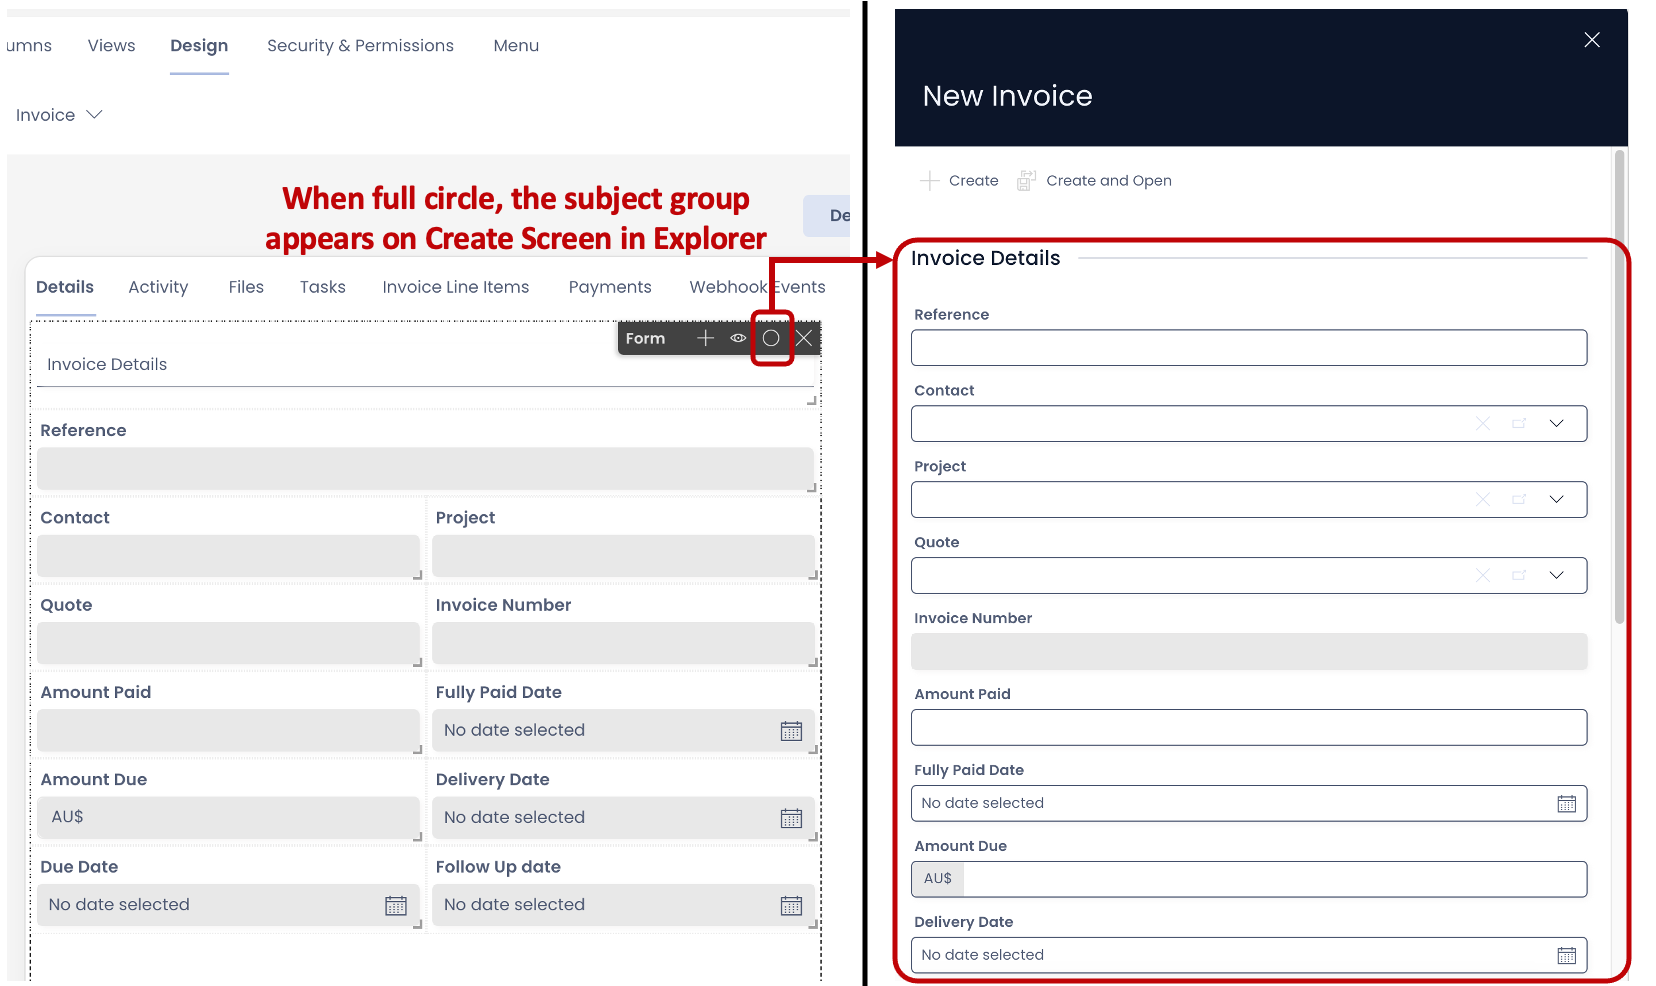 umns Views Design Security & Permissions Menu
Invoice
When full circle, the subject group
appears on Create Screen in Explorer
De
Details Activity Files Tasks Invoice Line Items Payments Webhook Events
Form
Invoice Details
Reference
Contact Project
Quote Invoice Number
Amount Paid Fully Paid Date
No date selected
Amount Due Delivery Date
AU$ No date selected
Due Date Follow Up date
No date selected No date selected
New Invoice
Create Create and Open
Invoice Details
Reference
Contact
Project
Quote
Invoice Number
Amount Paid
Fully Paid Date
No date selected
Amount Due
AU$
Delivery Date
No date selected